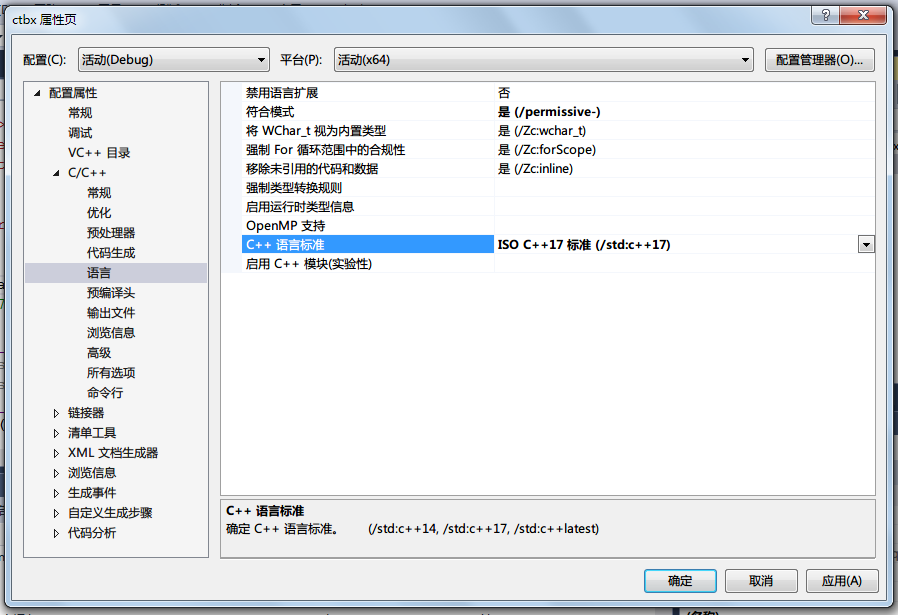 ctbx 属性页
配置(C): 活动(Debug) 平台(P): 活动(x64) 配置管理器(O)...
配置属性
常规
调试
VC++ 目录
C/C++
常规
优化
预处理器
代码生成
语言
预编译头
输出文件
浏览信息
高级
所有选项
命令行
链接器
清单工具
XML 文档生成器
浏览信息
生成事件
自定义生成步骤
代码分析
禁用语言扩展 否
符合模式 是 (/permissive-)
将 WChar_t 视为内置类型 是 (/Zc:wchar_t)
强制 For 循环范围中的合规性 是 (/Zc:forScope)
移除未引用的代码和数据 是 (/Zc:inline)
强制类型转换规则
启用运行时类型信息
OpenMP 支持
C++ 语言标准 ISO C++17 标准 (/std:c++17)
启用 C++ 模块(实验性)
C++ 语言标准
确定 C++ 语言标准。 (/std:c++14, /std:c++17, /std:c++latest)
确定 取消 应用(A)